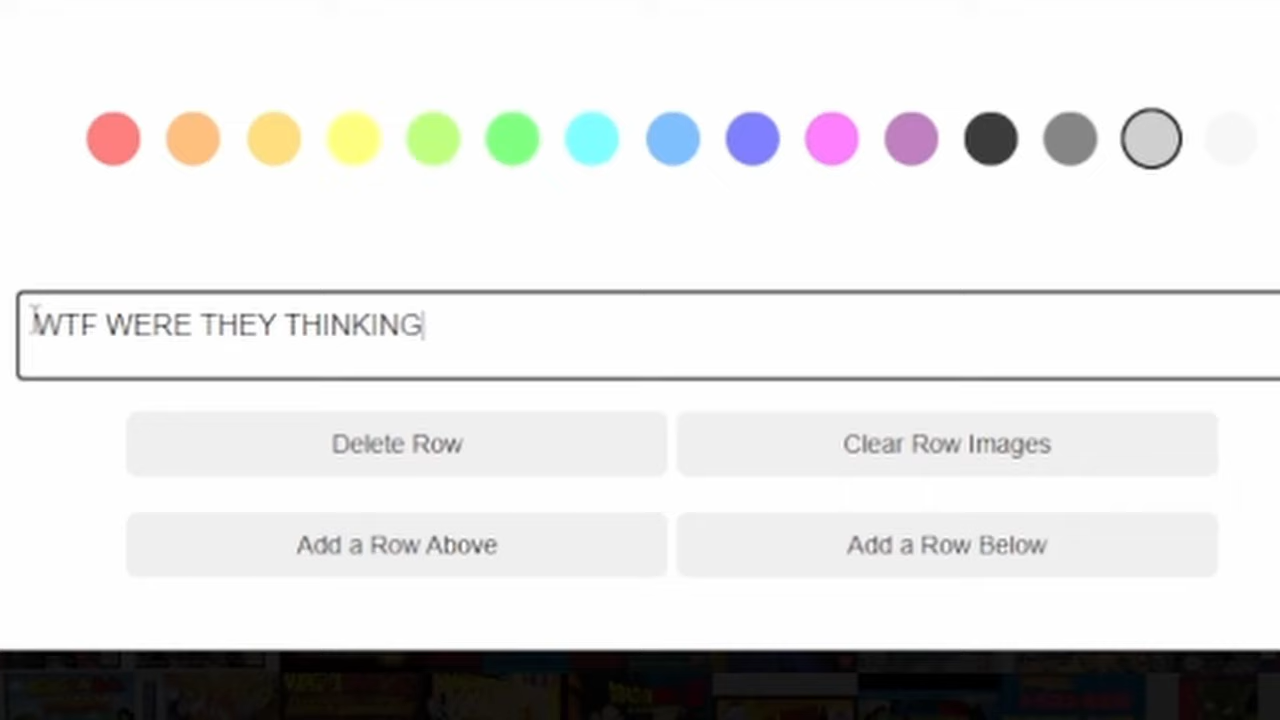 WTF WERE THEY THINKING
Delete Row
Clear Row Images
Add a Row Above
Add a Row Below